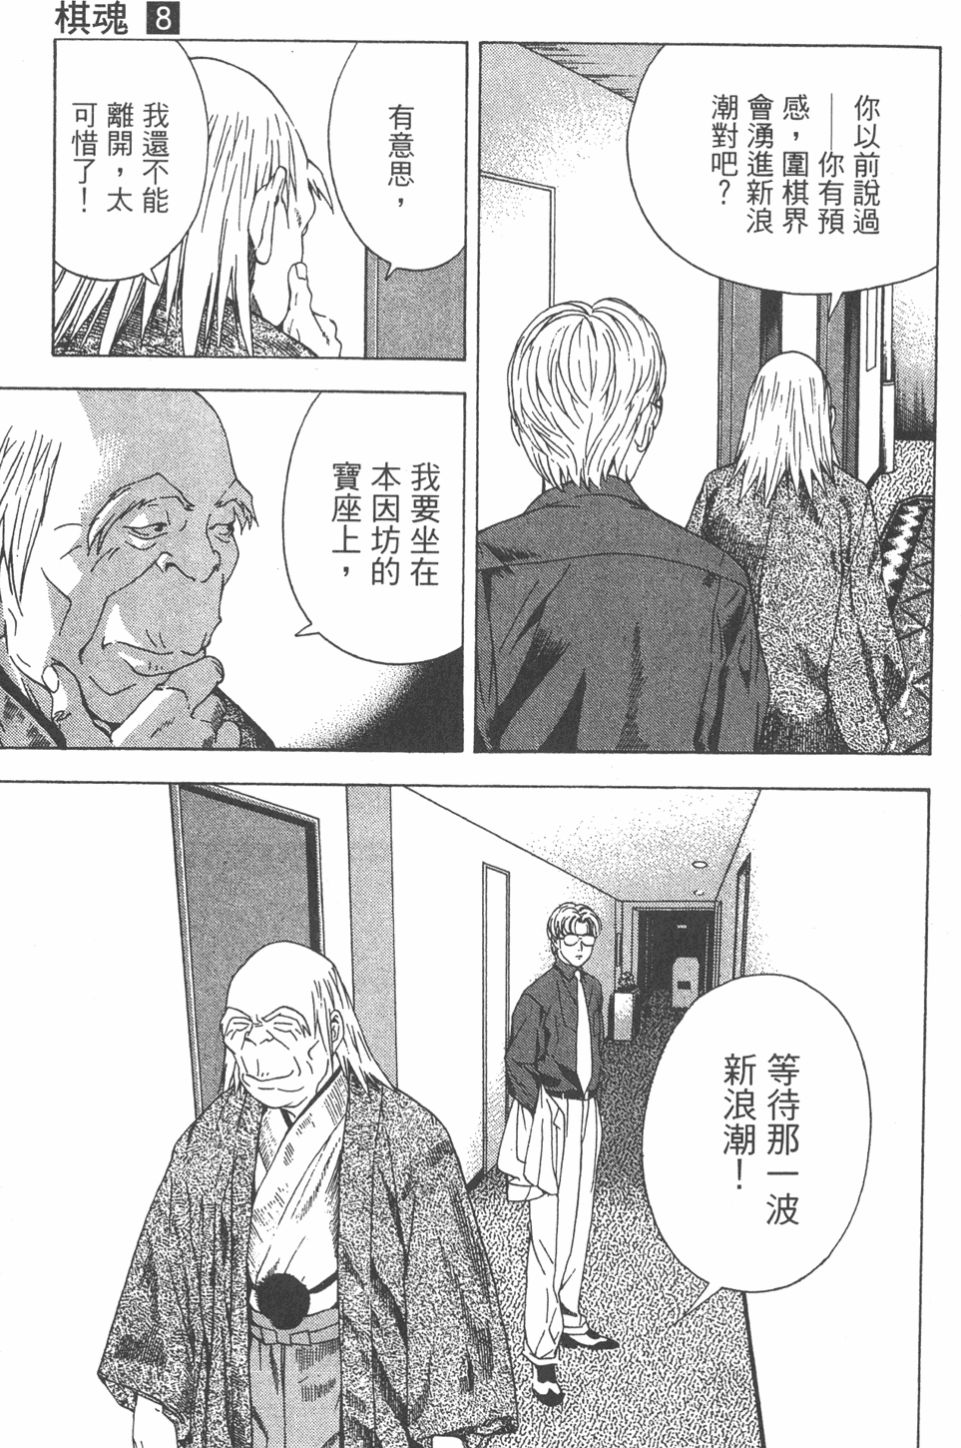 棋魂 8
你以前說過
——你有預
感，圍棋界
會湧進新浪
潮對吧？
有意思，
我還不能
離開，太
可惜了！
我要坐在
本因坊的
寶座上，
等待那一波
新浪潮！